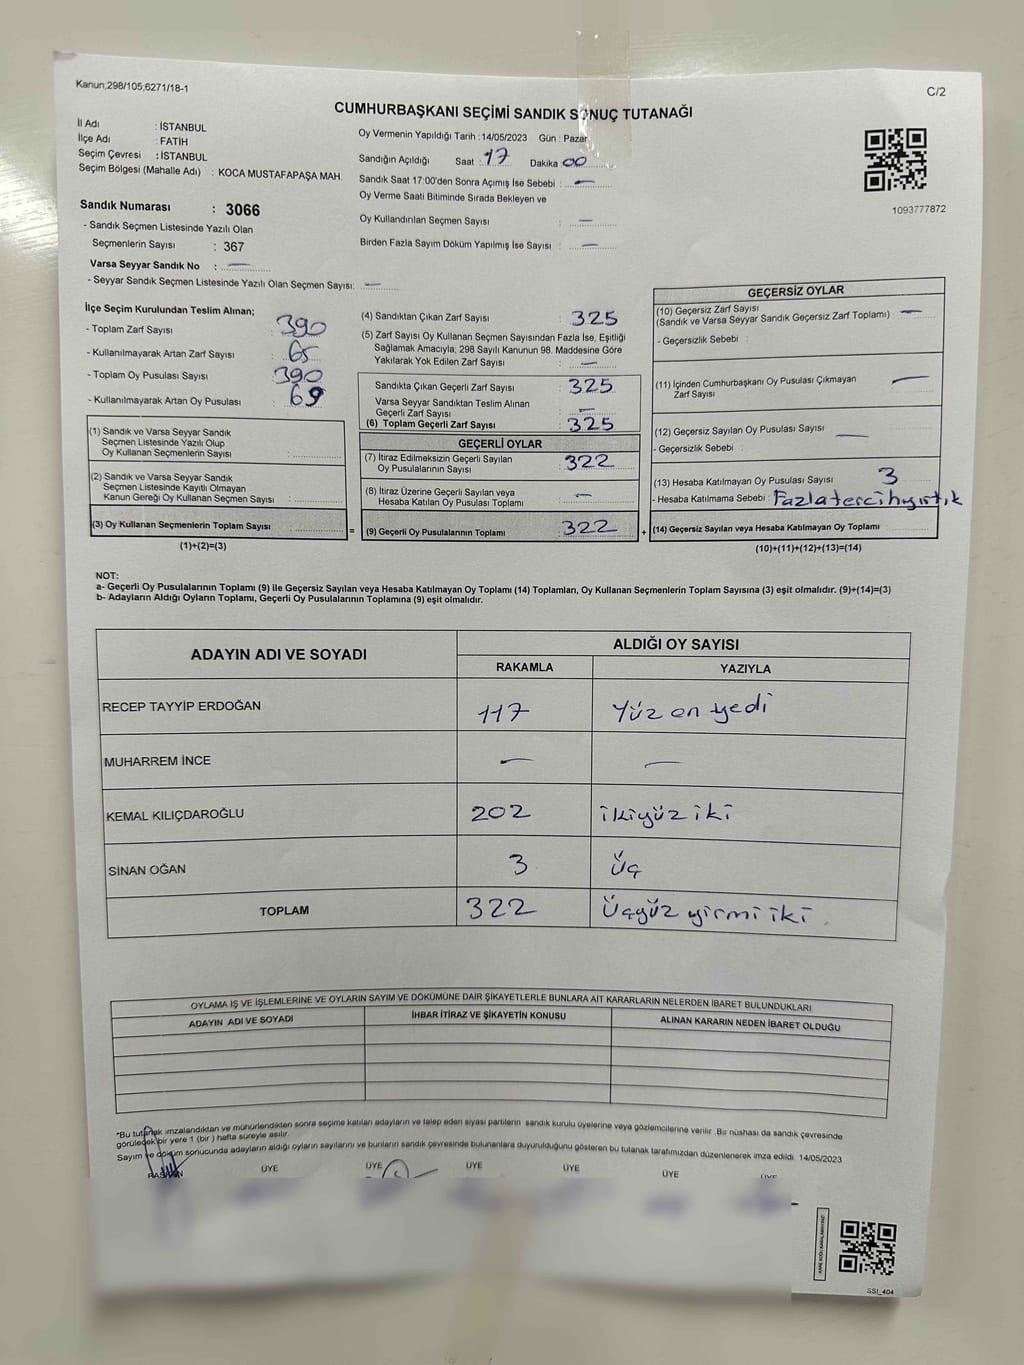 Kanun;298/105,6271/18-1
C/2
CUMHURBAŞKANI SEÇİMİ SANDIK SONUÇ TUTANAĞI
İl Adı : İSTANBUL
İlçe Adı : FATİH
Seçim Çevresi : İSTANBUL
Seçim Bölgesi (Mahalle Adı) : KOCA MUSTAFAPAŞA MAH.
Sandık Numarası : 3066
- Sandık Seçmen Listesinde Yazılı Olan
Seçmenlerin Sayısı : 367
Varsa Seyyar Sandık No : —
- Seyyar Sandık Seçmen Listesinde Yazılı Olan Seçmen Sayısı: —
Oy Vermenin Yapıldığı Tarih : 14/05/2023 Gün : Pazar
Sandığın Açıldığı Saat : 17 Dakika 00
Sandık Saat 17:00'den Sonra Açımış İse Sebebi : —
Oy Verme Saati Bitiminde Sırada Bekleyen ve
Oy Kullandırılan Seçmen Sayısı : —
Birden Fazla Sayım Döküm Yapılmış İse Sayısı : —
1093777872
İlçe Seçim Kurulundan Teslim Alınan;
- Toplam Zarf Sayısı : 390
- Kullanılmayarak Artan Zarf Sayısı : 65
- Toplam Oy Pusulası Sayısı : 390
- Kullanılmayarak Artan Oy Pusulası : 69
(1) Sandık ve Varsa Seyyar Sandık
Seçmen Listesinde Yazılı Olup
Oy Kullanan Seçmenlerin Sayısı :
(2) Sandık ve Varsa Seyyar Sandık
Seçmen Listesinde Kayıtlı Olmayan
Kanun Gereği Oy Kullanan Seçmen Sayısı :
(3) Oy Kullanan Seçmenlerin Toplam Sayısı :
(1)+(2)=(3)
(4) Sandıktan Çıkan Zarf Sayısı : 325
(5) Zarf Sayısı Oy Kullanan Seçmen Sayısından Fazla İse, Eşitliği
Sağlamak Amacıyla; 298 Sayılı Kanunun 98. Maddesine Göre
Yakılarak Yok Edilen Zarf Sayısı : —
Sandıkta Çıkan Geçerli Zarf Sayısı : 325
Varsa Seyyar Sandıktan Teslim Alınan
Geçerli Zarf Sayısı : —
(6) Toplam Geçerli Zarf Sayısı : 325
GEÇERLİ OYLAR
(7) İtiraz Edilmeksizin Geçerli Sayılan
Oy Pusulalarının Sayısı : 322
(8) İtiraz Üzerine Geçerli Sayılan veya
Hesaba Katılan Oy Pusulası Toplamı : —
= (9) Geçerli Oy Pusulalarının Toplamı : 322
GEÇERSİZ OYLAR
(10) Geçersiz Zarf Sayısı
(Sandık ve Varsa Seyyar Sandık Geçersiz Zarf Toplamı) : —
- Geçersizlik Sebebi :
(11) İçinden Cumhurbaşkanı Oy Pusulası Çıkmayan
Zarf Sayısı —
(12) Geçersiz Sayılan Oy Pusulası Sayısı : —
- Geçersizlik Sebebi :
(13) Hesaba Katılmayan Oy Pusulası Sayısı : 3
- Hesaba Katılmama Sebebi :
+ (14) Geçersiz Sayılan veya Hesaba Katılmayan Oy Toplamı :
(10)+(11)+(12)+(13)=(14)
NOT:
a- Geçerli Oy Pusulalarının Toplamı (9) ile Geçersiz Sayılan veya Hesaba Katılmayan Oy Toplamı (14) Toplamları, Oy Kullanan Seçmenlerin Toplam Sayısına (3) eşit olmalıdır. (9)+(14)=(3)
b- Adayların Aldığı Oyların Toplamı, Geçerli Oy Pusulalarının Toplamına (9) eşit olmalıdır.
ADAYIN ADI VE SOYADI
ALDIĞI OY SAYISI
RAKAMLA YAZIYLA
RECEP TAYYİP ERDOĞAN 117 Yüz on yedi
MUHARREM İNCE — —
KEMAL KILIÇDAROĞLU 202 ikiyüz iki
SİNAN OĞAN 3 Üç
TOPLAM 322 Üçyüz yirmi iki.
OYLAMA İŞ VE İŞLEMLERİNE VE OYLARIN SAYIM VE DÖKÜMÜNE DAİR ŞİKAYETLERLE BUNLARA AİT KARARLARIN NELERDEN İBARET BULUNDUKLARI
ADAYIN ADI VE SOYADI İHBAR İTİRAZ VE ŞİKAYETİN KONUSU ALINAN KARARIN NEDEN İBARET OLDUĞU
*Bu tutanak imzalandıktan ve mühürlendikten sonra seçime katılan adayların ve talep eden siyasi partilerin sandık kurulu üyelerine veya gözlemcilerine verilir. Bir nüshası da sandık çevresinde
görülecek bir yere 1 (bir ) hafta süreyle asılır.
Sayım ve döküm sonucunda adayların aldığı oyların sayılarını ve bunların sandık çevresinde bulunanlara duyurulduğunu gösteren bu tutanak tarafımızdan düzenlenerek imza edildi. 14/05/2023
BAŞKAN ÜYE ÜYE ÜYE ÜYE ÜYE ÜYE
SSI_404